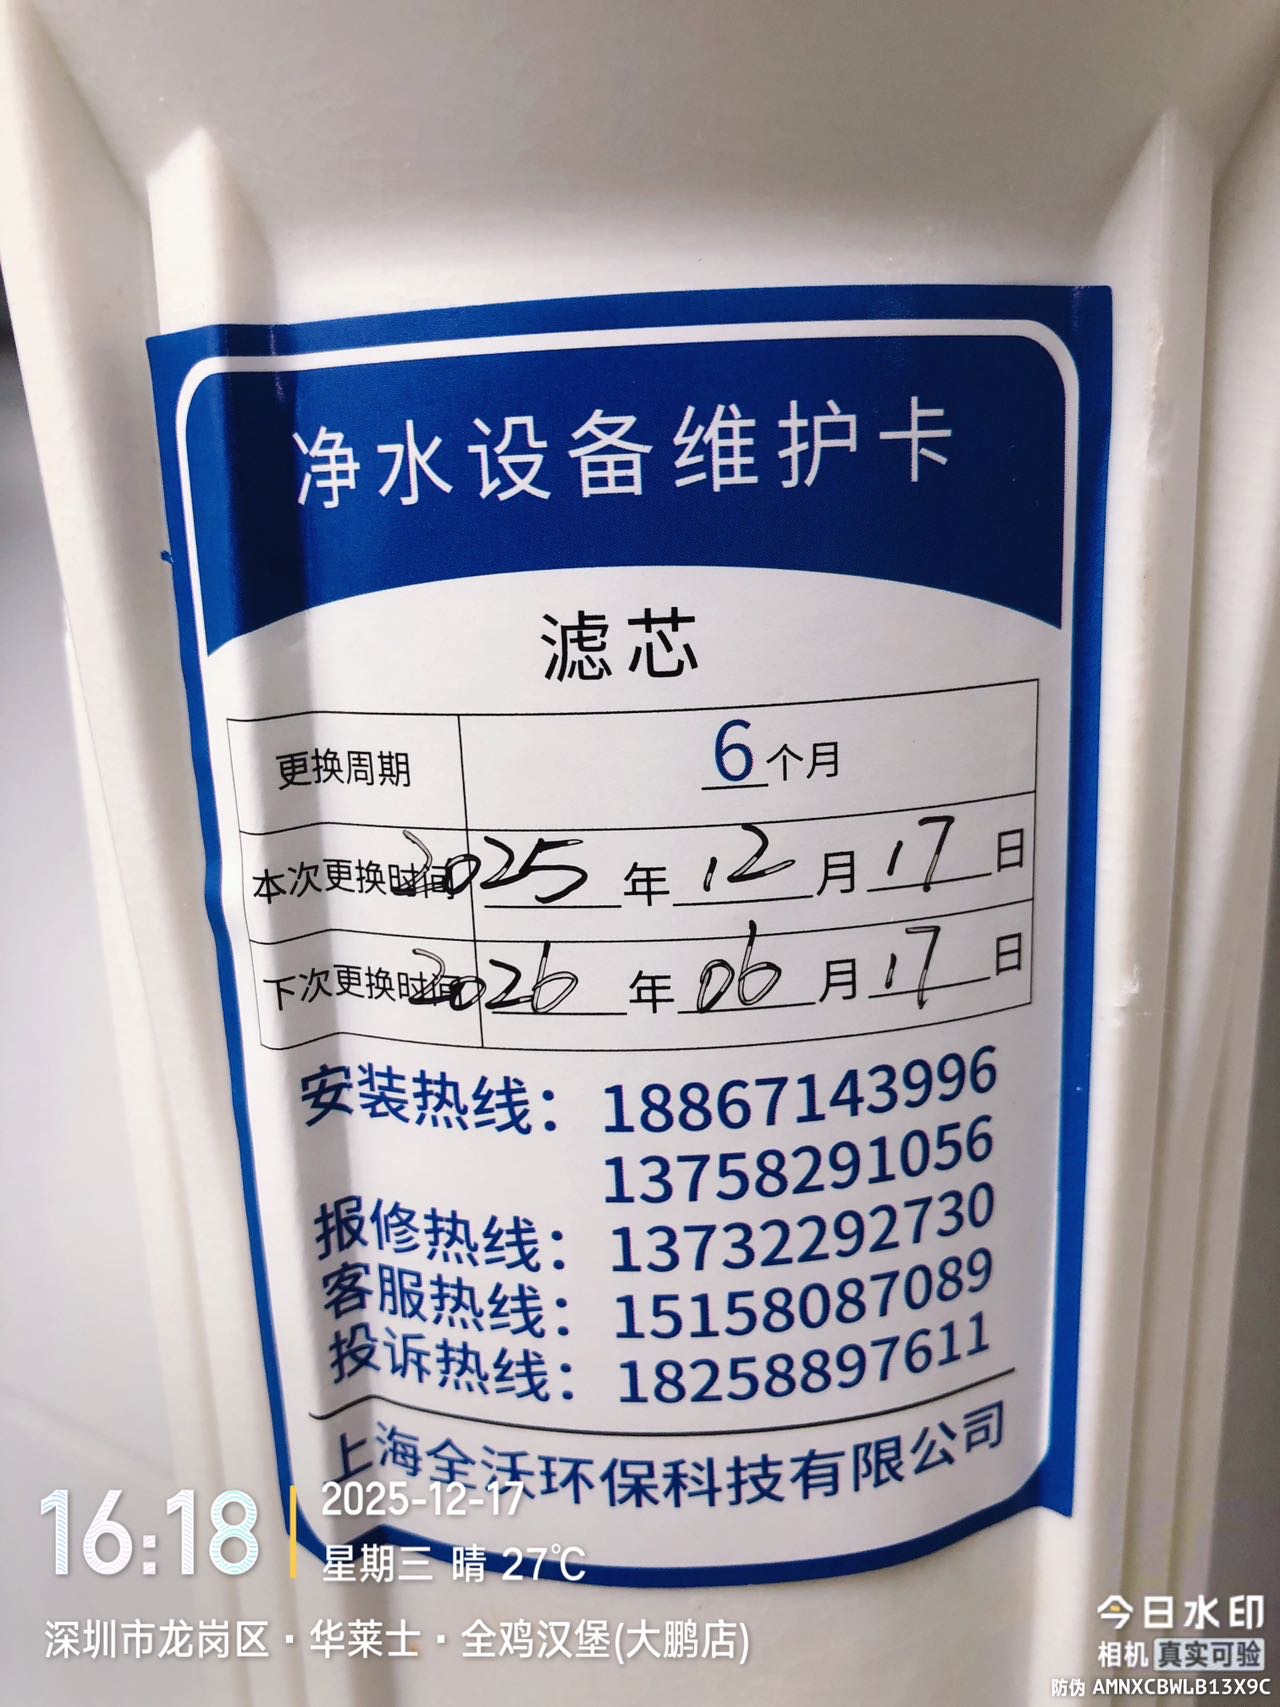 净水设备维护卡
滤芯
更换周期 6个月
本次更换时间 2025年12月17日
下次更换时间 2026年06月17日
安装热线：18867143996
13758291056
报修热线：13732292730
客服热线：15158087089
投诉热线：18258897611
上海全沃环保科技有限公司
16:18
2025-12-17
星期三 晴 27℃
深圳市龙岗区·华莱士·全鸡汉堡(大鹏店)
今日水印
相机 真实可验
防伪 AMNXCBWLB13X9C